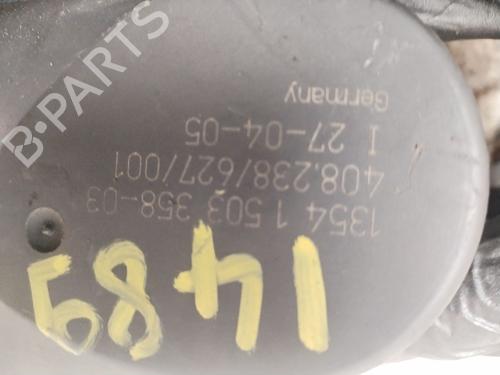 B-PARTS
1354 1 503 358-03
408.238/627/001
I 27-04-05
Germany
1489